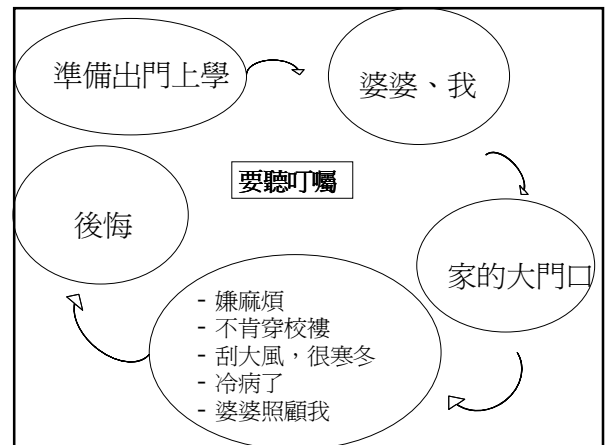 準備出門上學
婆婆、我
要聽叮嚀
家的大門口
- 嫌麻煩
- 不肯穿校褸
- 刮大風，很寒冬
- 冷病了
- 婆婆照顧我
後悔